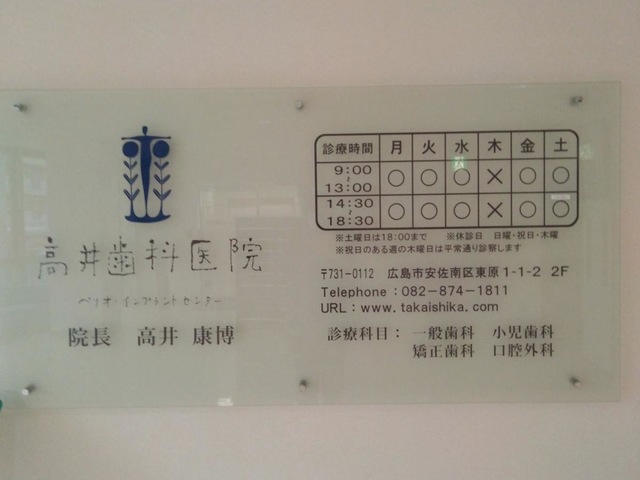 高井歯科医院
ペリオ・インプラントセンター
院長 高井 康博
診療時間 月 火 水 木 金 土
9:00～13:00 ○ ○ ○ × ○ ○
14:30～18:30 ○ ○ ○ × ○ ○
※土曜日は18:00まで ※休診日 日曜・祝日・木曜
※祝日のある週の木曜日は平常通り診察します
〒731-0112 広島市安佐南区東原1-1-2 2F
Telephone：082－874－1811
URL：www.takaishika.com
診療科目： 一般歯科 小児歯科
矯正歯科 口腔外科